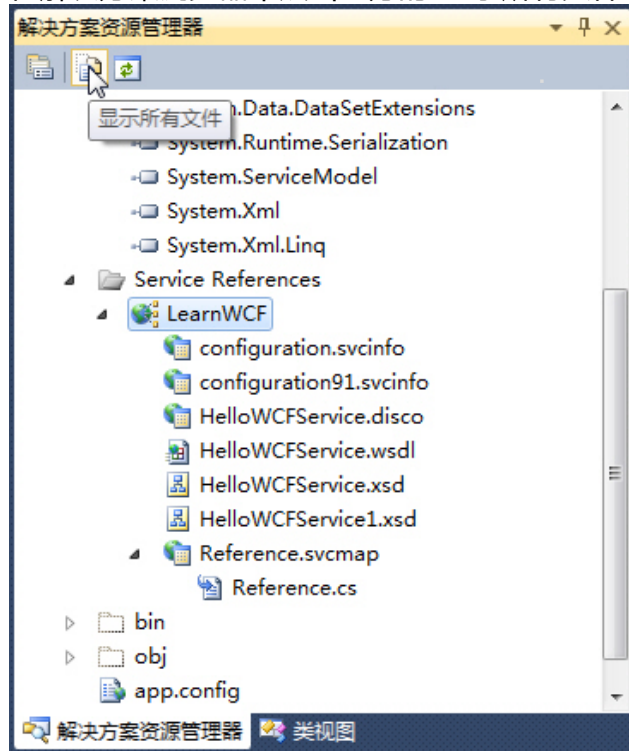 解决方案资源管理器
显示所有文件
.Data.DataSetExtensions
System.Runtime.Serialization
System.ServiceModel
System.Xml
System.Xml.Linq
Service References
LearnWCF
configuration.svcinfo
configuration91.svcinfo
HelloWCFService.disco
HelloWCFService.wsdl
HelloWCFService.xsd
HelloWCFService1.xsd
Reference.svcmap
Reference.cs
bin
obj
app.config
解决方案资源管理器 类视图